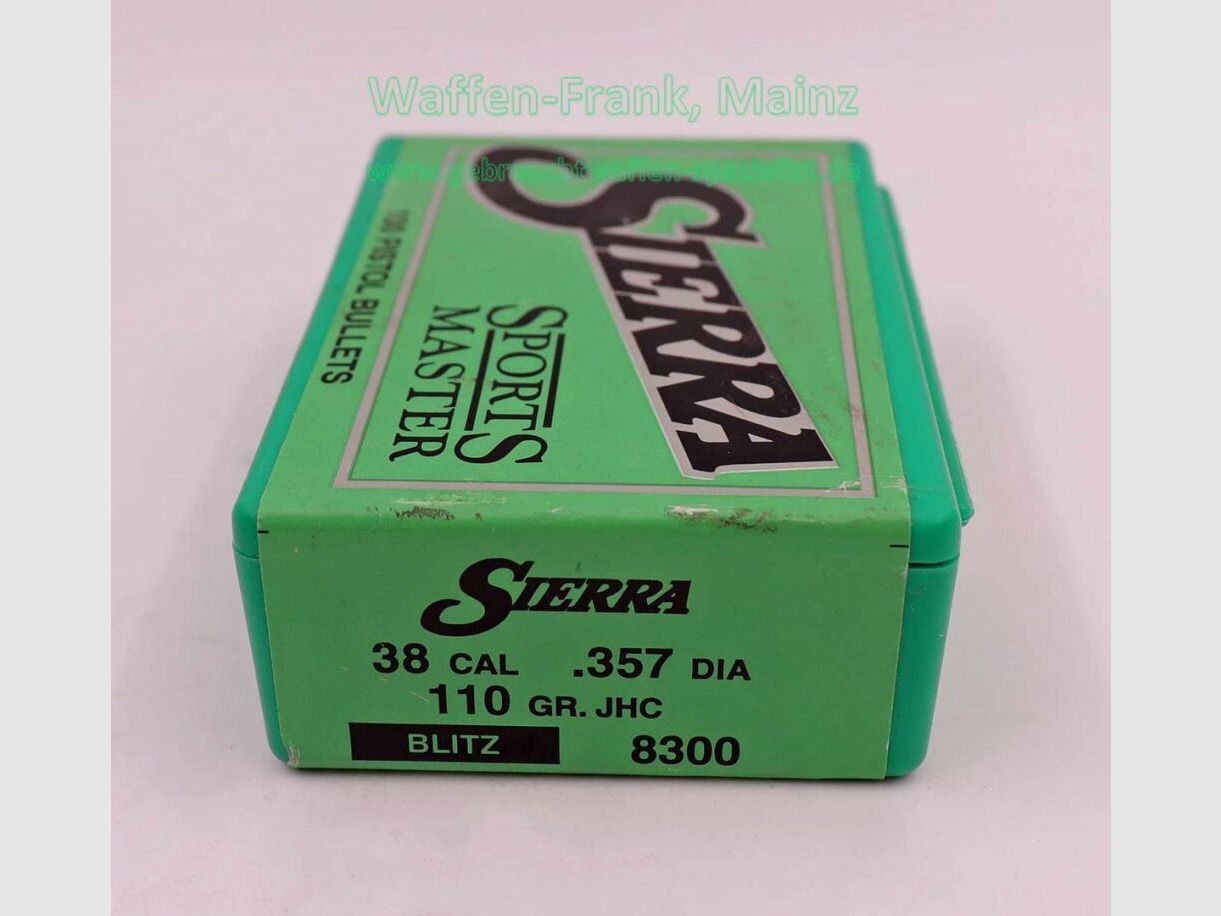 Waffen-Frank, Mainz
SIERRA
SPORTS
MASTER
100 PISTOL BULLETS
SIERRA
38 CAL .357 DIA
110 GR. JHC
BLITZ 8300